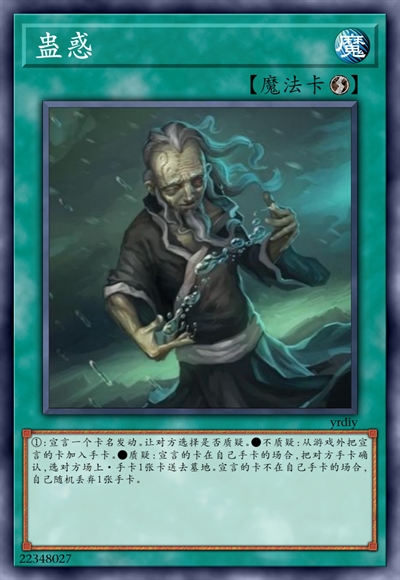 蛊惑
魔
【魔法卡】
yrdiy
①:宣言一个卡名发动。让对方选择是否质疑。●不质疑:从游戏外把宣
言的卡加入手卡。●质疑:宣言的卡在自己手卡的场合,把对方手卡确
认,选对方场上·手卡1张卡送去墓地。宣言的卡不在自己手卡的场合,
自己随机丢弃1张手卡。
22348027